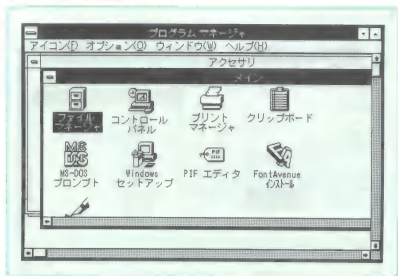 プログラム マネージャ
アイコン(F) オプション(O) ウィンドウ(W) ヘルプ(H)
アクセサリ
メイン
ファイル
マネージャ
コントロール
パネル
プリント
マネージャ
クリップボード
MS-DOS
MS-DOS
プロンプト
Windows
セットアップ
PIF
PIF エディタ
FontAvenue
インストール